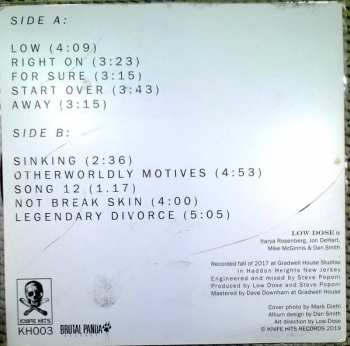 SIDE A:
LOW (4:09)
RIGHT ON (3:23)
FOR SURE (3:15)
START OVER (3:43)
AWAY (3:15)
SIDE B:
SINKING (2:36)
OTHERWORLDLY MOTIVES (4:53)
SONG 12 (1.17)
NOT BREAK SKIN (4:00)
LEGENDARY DIVORCE (5:05)
LOW DOSE is
Itarya Rosenberg, Jon DeHart,
Mike McGinnis & Dan Smith
Recorded fall of 2017 at Gradwell House Studios
in Haddon Heights New Jersey
Engineered and mixed by Steve Poponi
Produced by Low Dose and Steve Poponi
Mastered by Dave Downham at Gradwell House
Cover photo by Mark Diehl
Album design by Dan Smith
Art direction by Low Dose
© KNIFE HITS RECORDS 2019
KNIFE HITS
KH003
BRUTAL PANDA
RECORDS